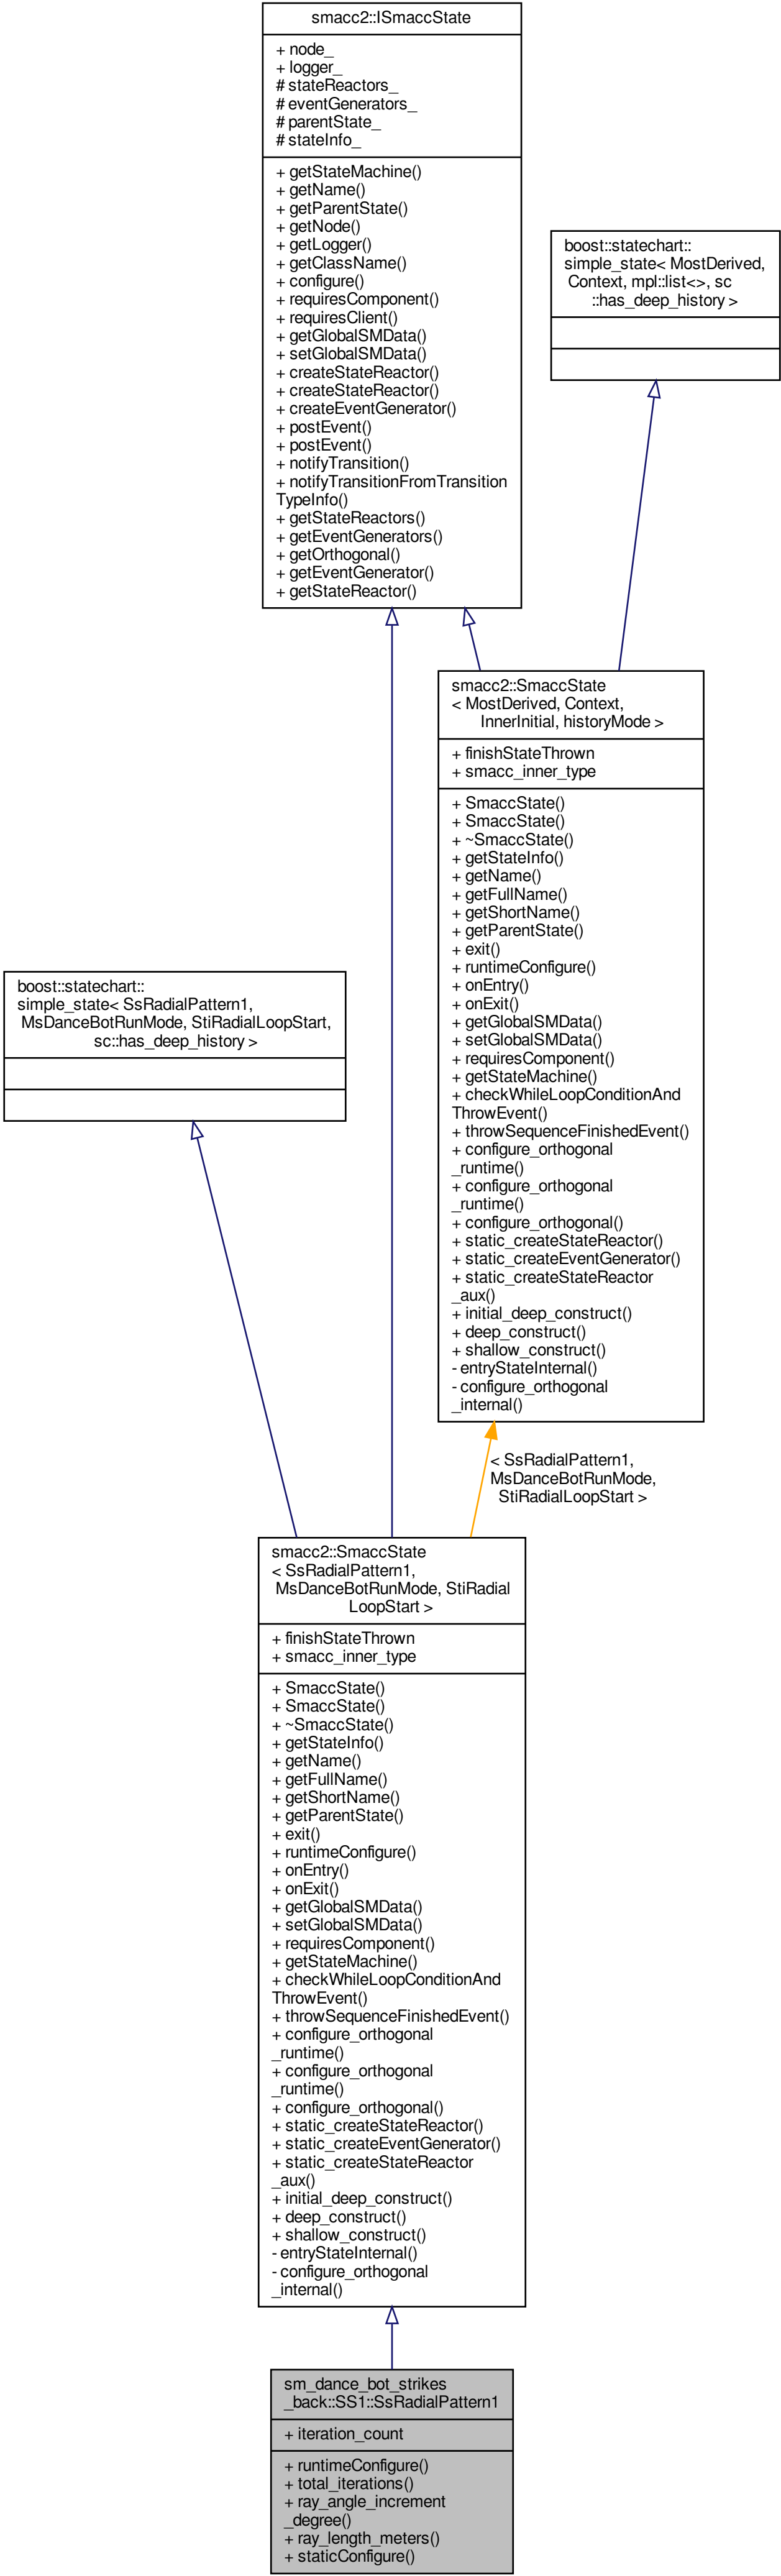 smacc2::ISmaccState
+ node_
+ logger_
# stateReactors_
# eventGenerators_
# parentState_
# stateInfo_
+ getStateMachine()
+ getName()
+ getParentState()
+ getNode()
+ getLogger()
+ getClassName()
+ configure()
+ requiresComponent()
+ requiresClient()
+ getGlobalSMData()
+ setGlobalSMData()
+ createStateReactor()
+ createStateReactor()
+ createEventGenerator()
+ postEvent()
+ postEvent()
+ notifyTransition()
+ notifyTransitionFromTransition
TypeInfo()
+ getStateReactors()
+ getEventGenerators()
+ getOrthogonal()
+ getEventGenerator()
+ getStateReactor()
boost::statechart::
simple_state< MostDerived,
Context, mpl::list<>, sc
::has_deep_history >
smacc2::SmaccState
< MostDerived, Context,
InnerInitial, historyMode >
+ finishStateThrown
+ smacc_inner_type
+ SmaccState()
+ SmaccState()
+ ~SmaccState()
+ getStateInfo()
+ getName()
+ getFullName()
+ getShortName()
+ getParentState()
+ exit()
+ runtimeConfigure()
+ onEntry()
+ onExit()
+ getGlobalSMData()
+ setGlobalSMData()
+ requiresComponent()
+ getStateMachine()
+ checkWhileLoopConditionAnd
ThrowEvent()
+ throwSequenceFinishedEvent()
+ configure_orthogonal
_runtime()
+ configure_orthogonal
_runtime()
+ configure_orthogonal()
+ static_createStateReactor()
+ static_createEventGenerator()
+ static_createStateReactor
_aux()
+ initial_deep_construct()
+ deep_construct()
+ shallow_construct()
- entryStateInternal()
- configure_orthogonal
_internal()
boost::statechart::
simple_state< SsRadialPattern1,
MsDanceBotRunMode, StiRadialLoopStart,
sc::has_deep_history >
< SsRadialPattern1,
MsDanceBotRunMode,
StiRadialLoopStart >
smacc2::SmaccState
< SsRadialPattern1,
MsDanceBotRunMode, StiRadial
LoopStart >
+ finishStateThrown
+ smacc_inner_type
+ SmaccState()
+ SmaccState()
+ ~SmaccState()
+ getStateInfo()
+ getName()
+ getFullName()
+ getShortName()
+ getParentState()
+ exit()
+ runtimeConfigure()
+ onEntry()
+ onExit()
+ getGlobalSMData()
+ setGlobalSMData()
+ requiresComponent()
+ getStateMachine()
+ checkWhileLoopConditionAnd
ThrowEvent()
+ throwSequenceFinishedEvent()
+ configure_orthogonal
_runtime()
+ configure_orthogonal
_runtime()
+ configure_orthogonal()
+ static_createStateReactor()
+ static_createEventGenerator()
+ static_createStateReactor
_aux()
+ initial_deep_construct()
+ deep_construct()
+ shallow_construct()
- entryStateInternal()
- configure_orthogonal
_internal()
sm_dance_bot_strikes
_back::SS1::SsRadialPattern1
+ iteration_count
+ runtimeConfigure()
+ total_iterations()
+ ray_angle_increment
_degree()
+ ray_length_meters()
+ staticConfigure()